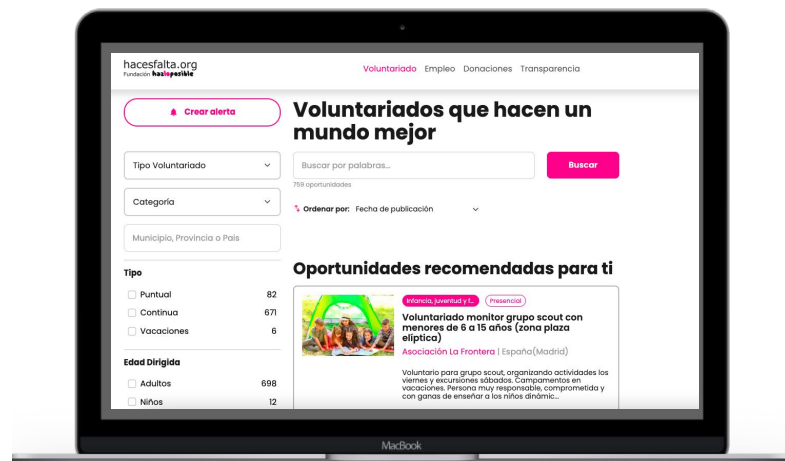 hacesfalta.org
Fundación hazloposible
Voluntariado Empleo Donaciones Transparencia
Crear alerta
Tipo Voluntariado
Categoría
Municipio, Provincia o Pais
Tipo
Puntual 82
Continua 671
Vacaciones 6
Edad Dirigida
Adultos 698
Niños 12
Voluntariados que hacen un
mundo mejor
Buscar por palabras...
Buscar
759 oportunidades
Ordenar por: Fecha de publicación
Oportunidades recomendadas para ti
Infancia, juventud y f... Presencial
Voluntariado monitor grupo scout con
menores de 6 a 15 años (zona plaza
elíptica)
Asociación La Frontera | España(Madrid)
Voluntario para grupo scout, organizando actividades los
viernes y excursiones sábados. Campamentos en
vacaciones. Persona muy responsable, comprometida y
con ganas de enseñar a los niños dinámic...
MacBook